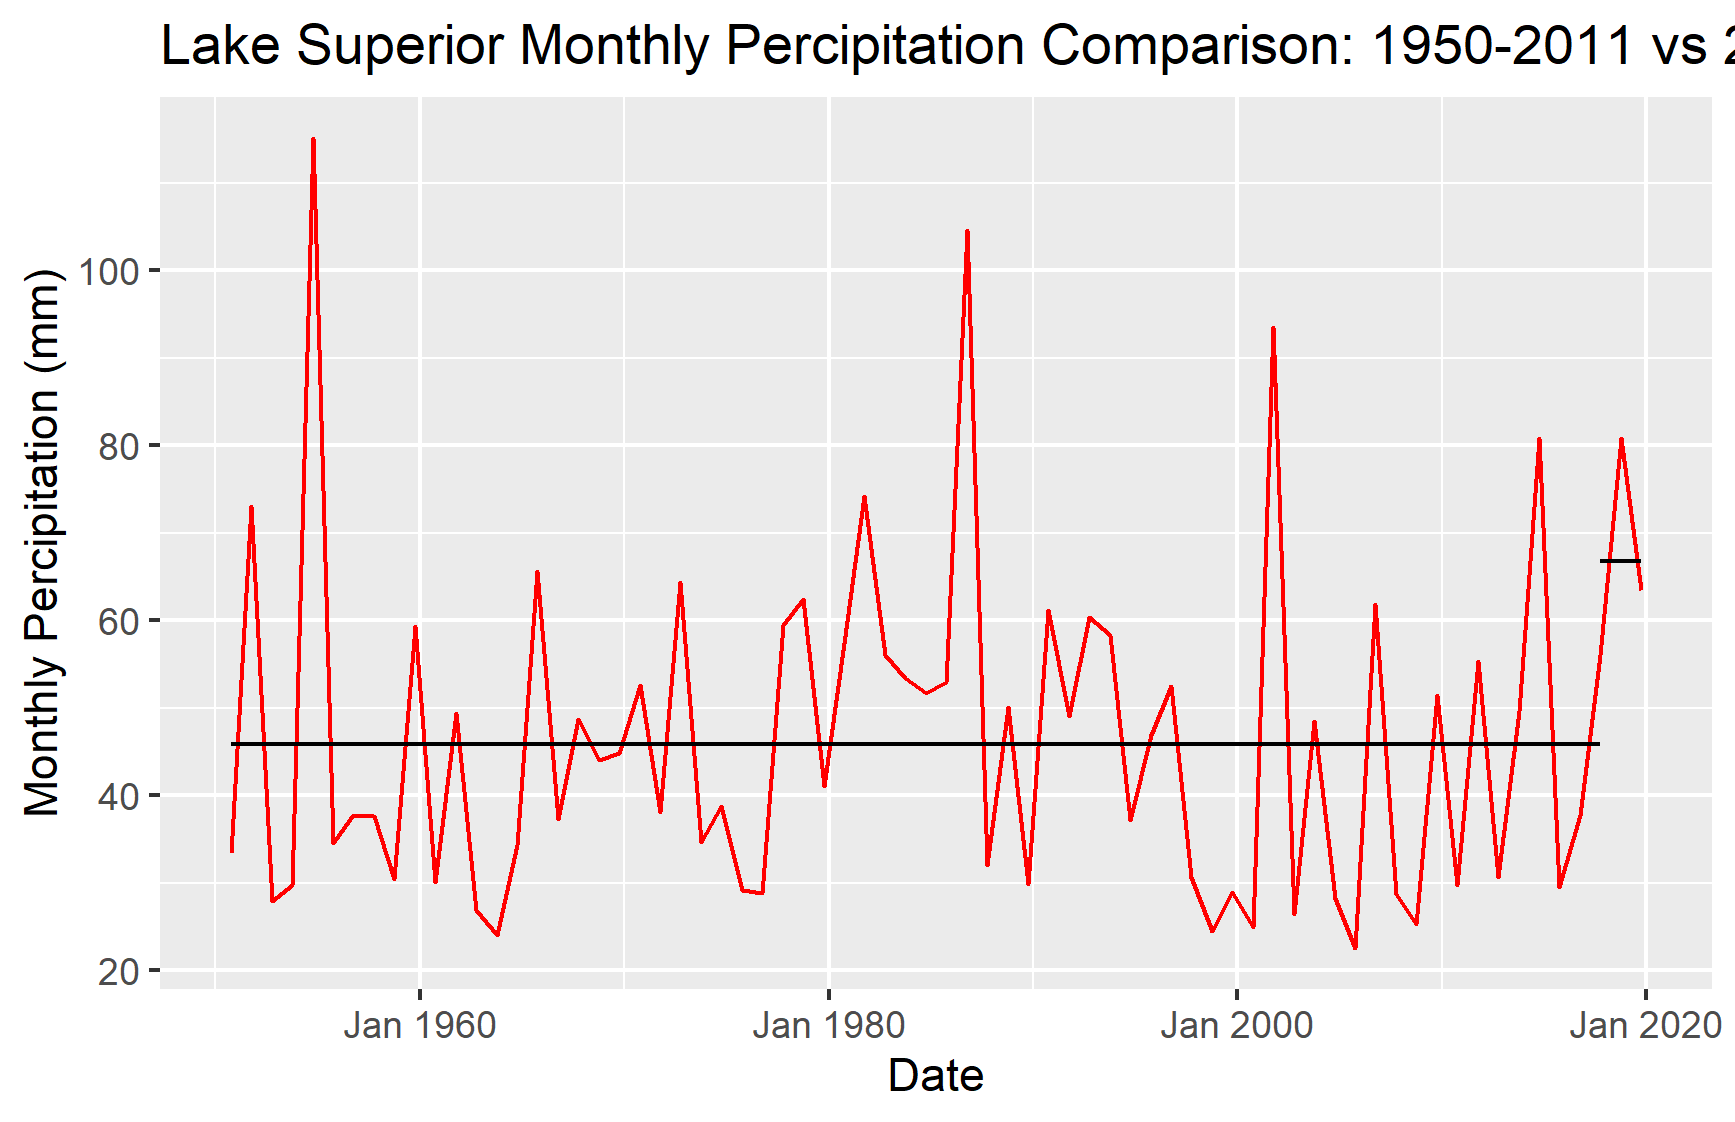 Lake Superior Monthly Percipitation Comparison: 1950-2011 vs 2
Monthly Percipitation (mm)
100
80
60
40
20
Jan 1960 Jan 1980 Jan 2000 Jan 2020
Date